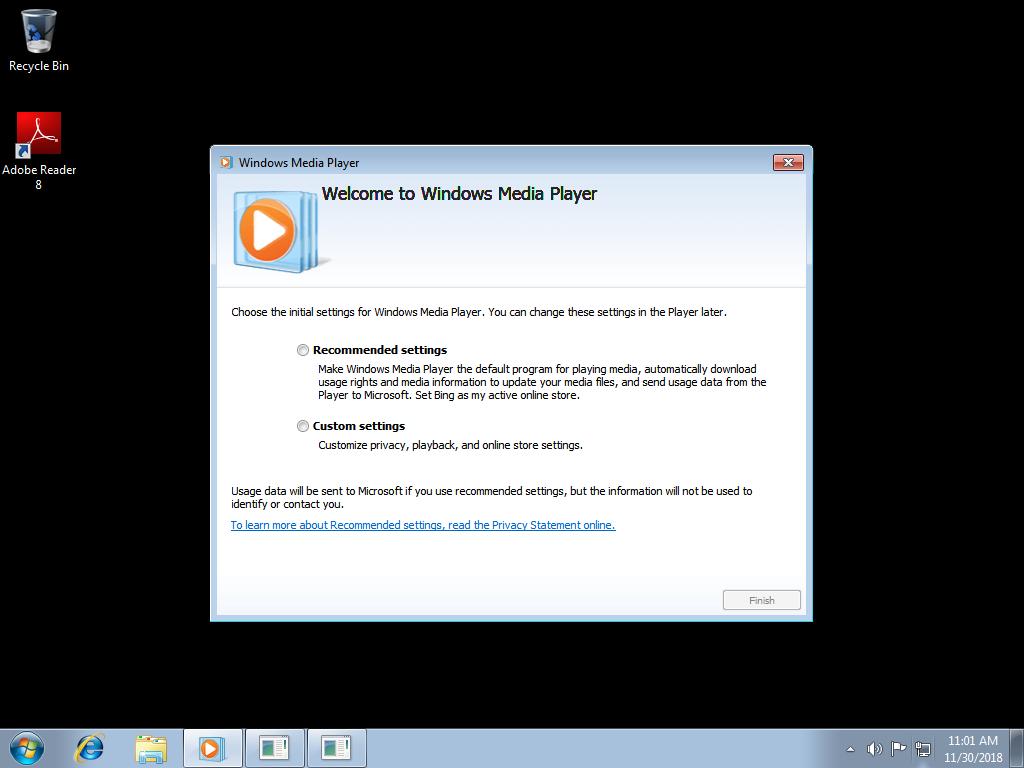 Recycle Bin
Adobe Reader
8
Windows Media Player
Welcome to Windows Media Player
Choose the initial settings for Windows Media Player. You can change these settings in the Player later.
Recommended settings
Make Windows Media Player the default program for playing media, automatically download
usage rights and media information to update your media files, and send usage data from the
Player to Microsoft. Set Bing as my active online store.
Custom settings
Customize privacy, playback, and online store settings.
Usage data will be sent to Microsoft if you use recommended settings, but the information will not be used to
identify or contact you.
To learn more about Recommended settings, read the Privacy Statement online.
Finish
11:01 AM
11/30/2018